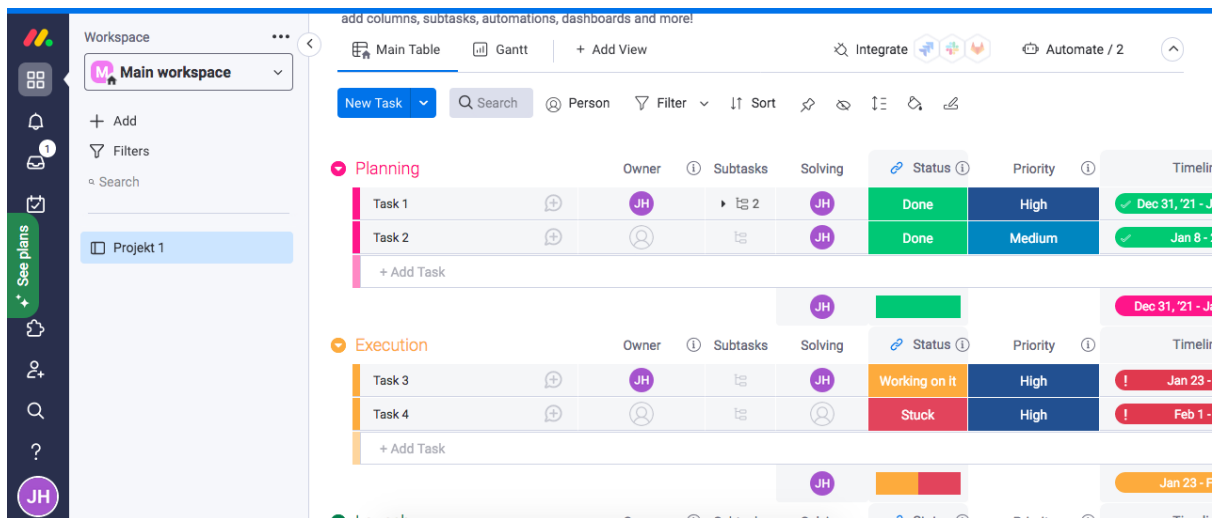 add columns, subtasks, automations, dashboards and more!
Workspace
Main Table Gantt + Add View Integrate Automate / 2
M Main workspace
New Task Search Person Filter Sort
Add
1
Filters
Search
Planning Owner Subtasks Solving Status Priority
Task 1 JH 2 JH Done High Dec 31, '21 -
See plans
Projekt 1
Task 2 JH Done Medium Jan 8 -
+ Add Task
JH Dec 31, '21 -
Execution Owner Subtasks Solving Status Priority
Task 3 JH JH Working on it High ! Jan 23 -
Task 4 Stuck High ! Feb 1 -
+ Add Task
?
JH
JH Jan 23 -